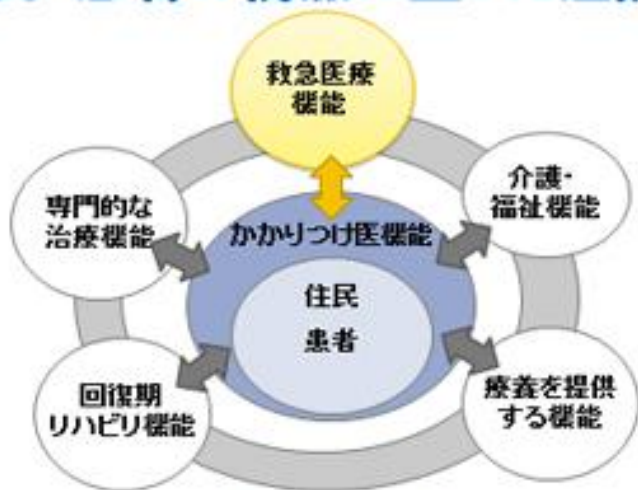 救急医療
機能
専門的な
治療機能
介護・
福祉機能
かかりつけ医機能
住民
患者
回復期
リハビリ機能
療養を提供
する機能